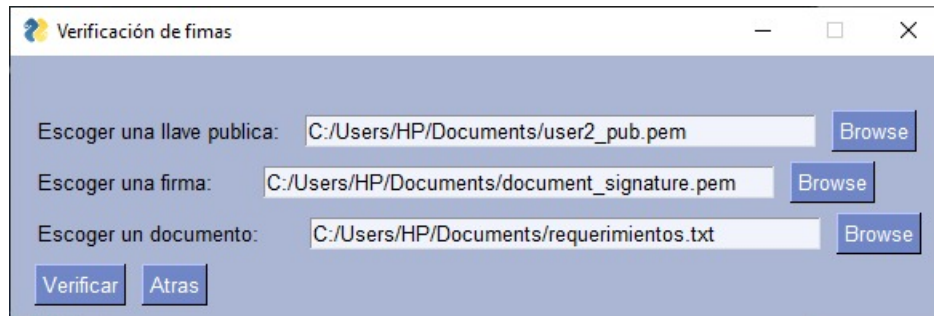 Verificación de fimas
Escoger una llave publica: C:/Users/HP/Documents/user2_pub.pem Browse
Escoger una firma: C:/Users/HP/Documents/document_signature.pem Browse
Escoger un documento: C:/Users/HP/Documents/requerimientos.txt Browse
Verificar Atras